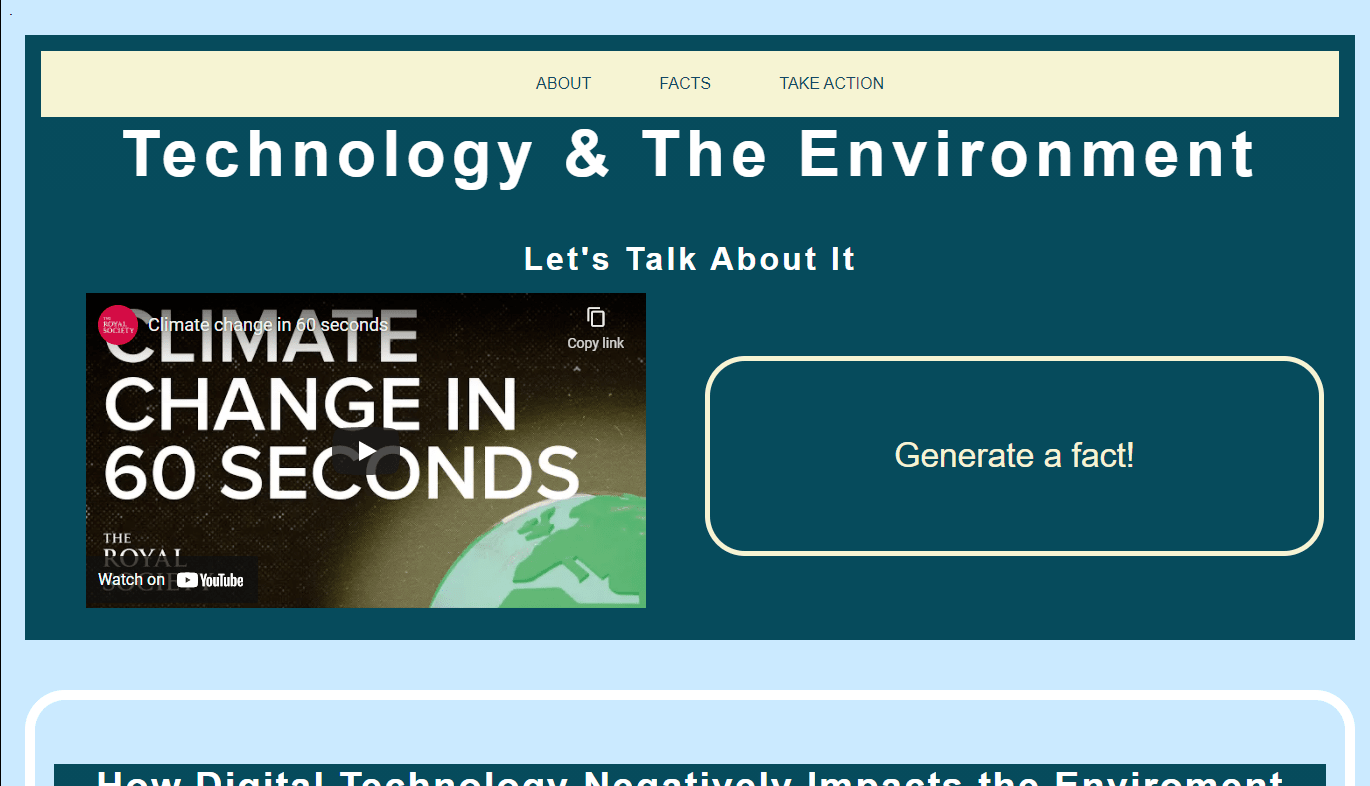 ABOUT FACTS TAKE ACTION
Technology & The Environment
Let's Talk About It
THE
ROYAL
SOCIETY
Climate change in 60 seconds
Copy link
CLIMATE
CHANGE IN
60 SECONDS
THE
ROYAL
SOCIETY
Watch on YouTube
Generate a fact!
How Digital Technology Negatively Impacts the Enviroment